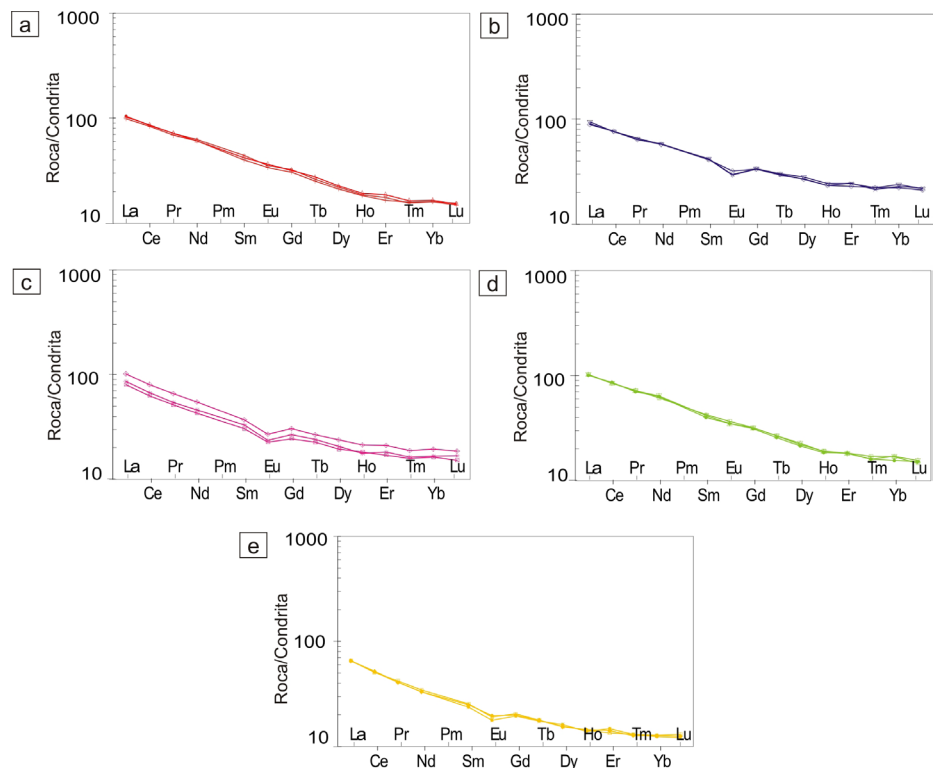 a
1000
100
10
Roca/Condrita
La Pr Pm Eu Tb Ho Tm Lu
Ce Nd Sm Gd Dy Er Yb
b
1000
100
10
Roca/Condrita
La Pr Pm Eu Tb Ho Tm Lu
Ce Nd Sm Gd Dy Er Yb
c
1000
100
10
Roca/Condrita
La Pr Pm Eu Tb Ho Tm Lu
Ce Nd Sm Gd Dy Er Yb
d
1000
100
10
Roca/Condrita
La Pr Pm Eu Tb Ho Tm Lu
Ce Nd Sm Gd Dy Er Yb
e
1000
100
10
Roca/Condrita
La Pr Pm Eu Tb Ho Tm Lu
Ce Nd Sm Gd Dy Er Yb